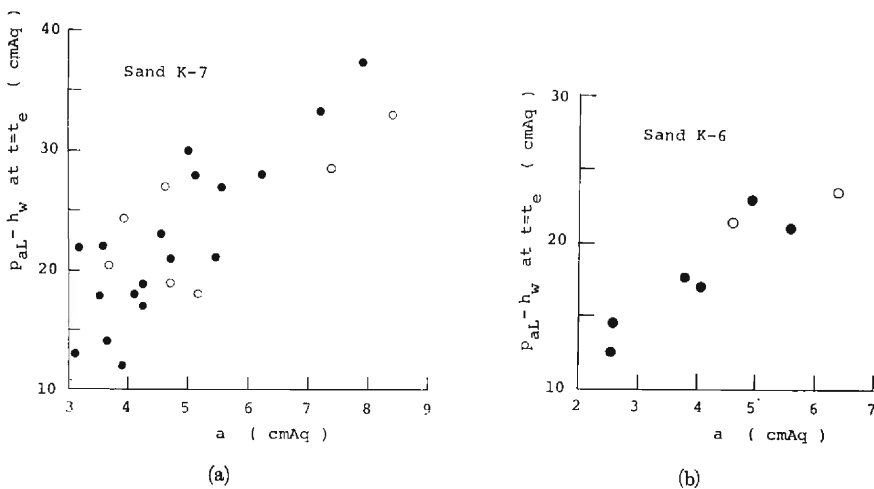 40
30
20
10
p_aL - h_w at t=t_e ( cmAq )
Sand K-7
3 4 5 6 7 8 9
a ( cmAq )
(a)
30
20
10
p_aL - h_w at t=t_e ( cmAq )
Sand K-6
2 3 4 5 6 7
a ( cmAq )
(b)